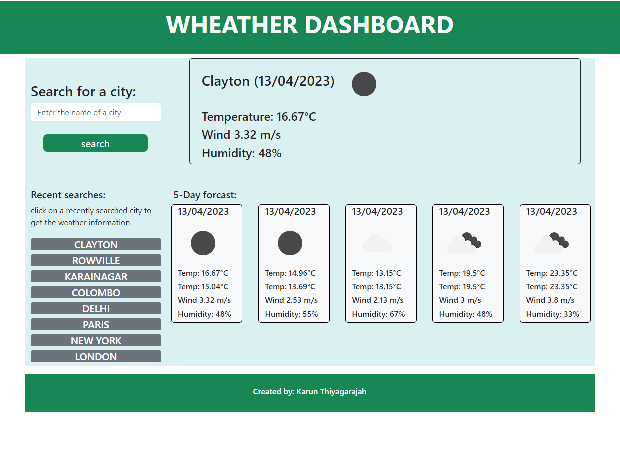 WHEATHER DASHBOARD
Search for a city:
Enter the name of a city
search
Clayton (13/04/2023)
Temperature: 16.67°C
Wind 3.32 m/s
Humidity: 48%
Recent searches:
click on a recently searched city to
get the weather information
CLAYTON
ROWVILLE
KARAINAGAR
COLOMBO
DELHI
PARIS
NEW YORK
LONDON
5-Day forcast:
13/04/2023
Temp: 16.67°C
Temp: 15.04°C
Wind 3.32 m/s
Humidity: 48%
13/04/2023
Temp: 14.96°C
Temp: 13.69°C
Wind 2.53 m/s
Humidity: 55%
13/04/2023
Temp: 13.15°C
Temp: 13.15°C
Wind 2.13 m/s
Humidity: 67%
13/04/2023
Temp: 19.5°C
Temp: 19.5°C
Wind 3 m/s
Humidity: 48%
13/04/2023
Temp: 23.35°C
Temp: 23.35°C
Wind 3.8 m/s
Humidity: 33%
Created by: Karun Thiyagarajah